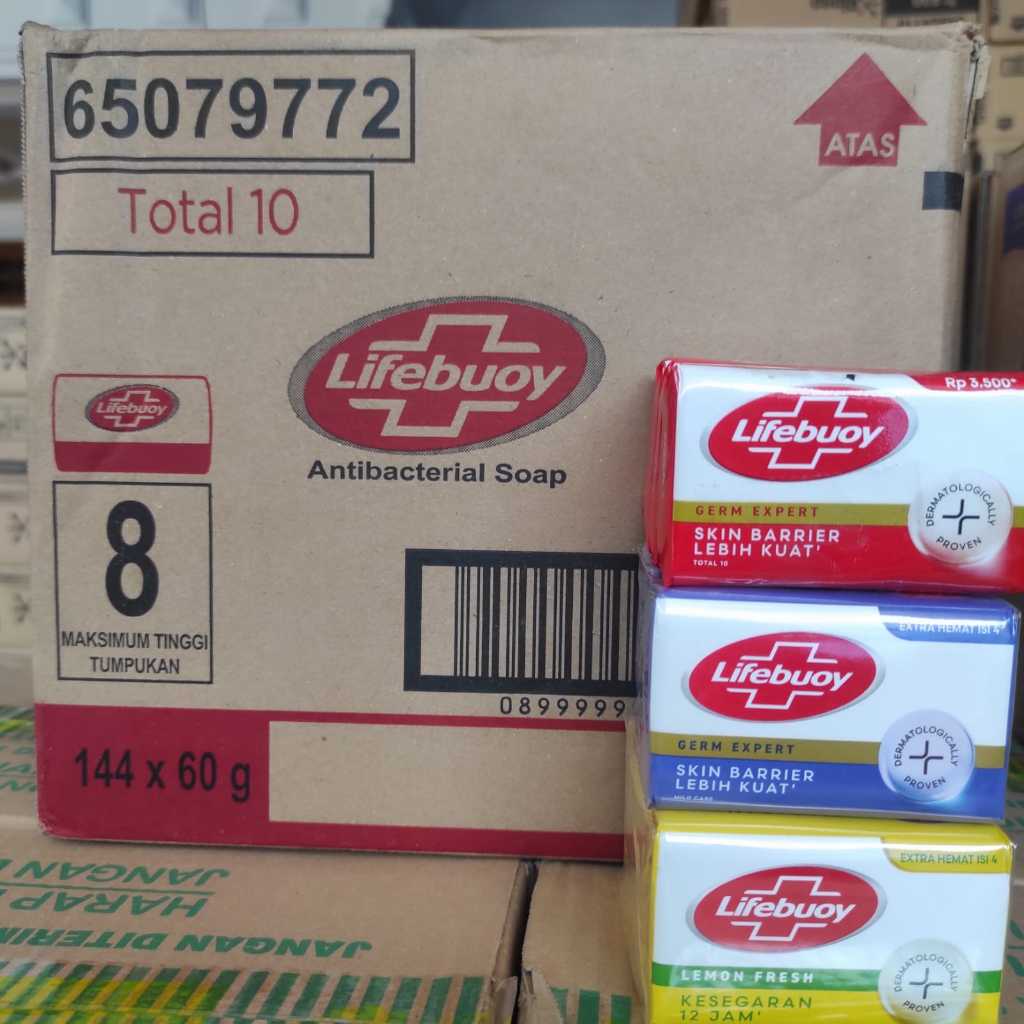 65079772
Total 10
ATAS
Lifebuoy
Antibacterial Soap
Lifebuoy
8
MAKSIMUM TINGGI
TUMPUKAN
0899999
144 x 60 g
Rp 3,500
Lifebuoy
GERM EXPERT
SKIN BARRIER
LEBIH KUAT
TOTAL 10
DERMATOLOGICALLY
PROVEN
EXTRA HEMAT ISI 4
Lifebuoy
GERM EXPERT
SKIN BARRIER
LEBIH KUAT
MILD CARE
DERMATOLOGICALLY
PROVEN
EXTRA HEMAT ISI 4
Lifebuoy
LEMON FRESH
KESEGARAN
12 JAM
DERMATOLOGICALLY
PROVEN
JANGAN
HARAP
JANGAN DITERIM